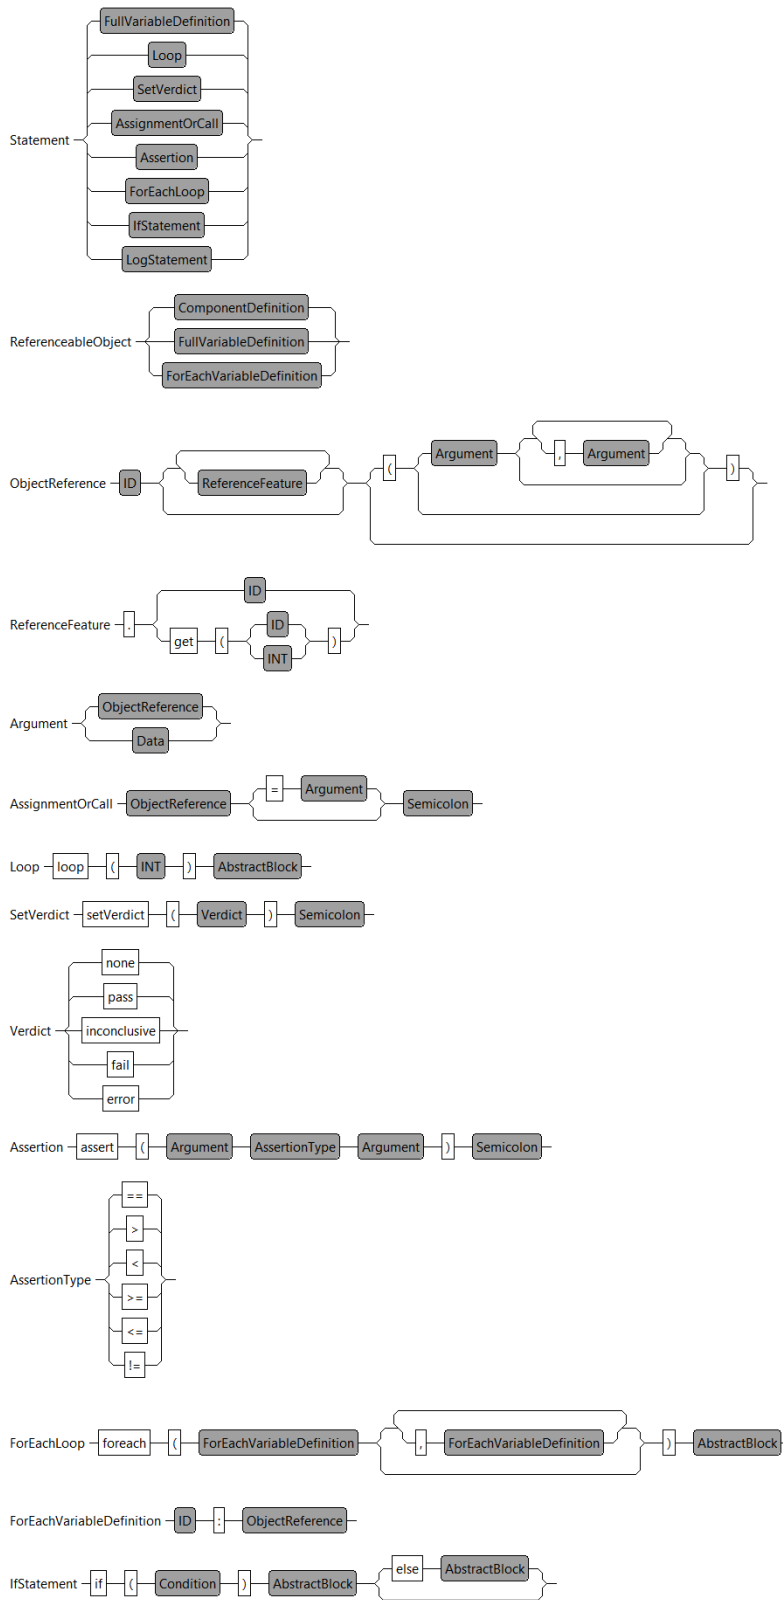 FullVariableDefinition
Loop
SetVerdict
AssignmentOrCall
Statement
Assertion
ForEachLoop
IfStatement
LogStatement
ComponentDefinition
ReferenceableObject FullVariableDefinition
ForEachVariableDefinition
Argument , Argument
ObjectReference ID ReferenceFeature ( )
ID
ReferenceFeature . get ( ID )
INT
ObjectReference
Argument
Data
= Argument
AssignmentOrCall ObjectReference Semicolon
Loop loop ( INT ) AbstractBlock
SetVerdict setVerdict ( Verdict ) Semicolon
none
pass
Verdict inconclusive
fail
error
Assertion assert ( Argument AssertionType Argument ) Semicolon
==
>
<
AssertionType
>=
<=
!=
ForEachLoop foreach ( ForEachVariableDefinition , ForEachVariableDefinition ) AbstractBlock
ForEachVariableDefinition ID : ObjectReference
else AbstractBlock
IfStatement if ( Condition ) AbstractBlock